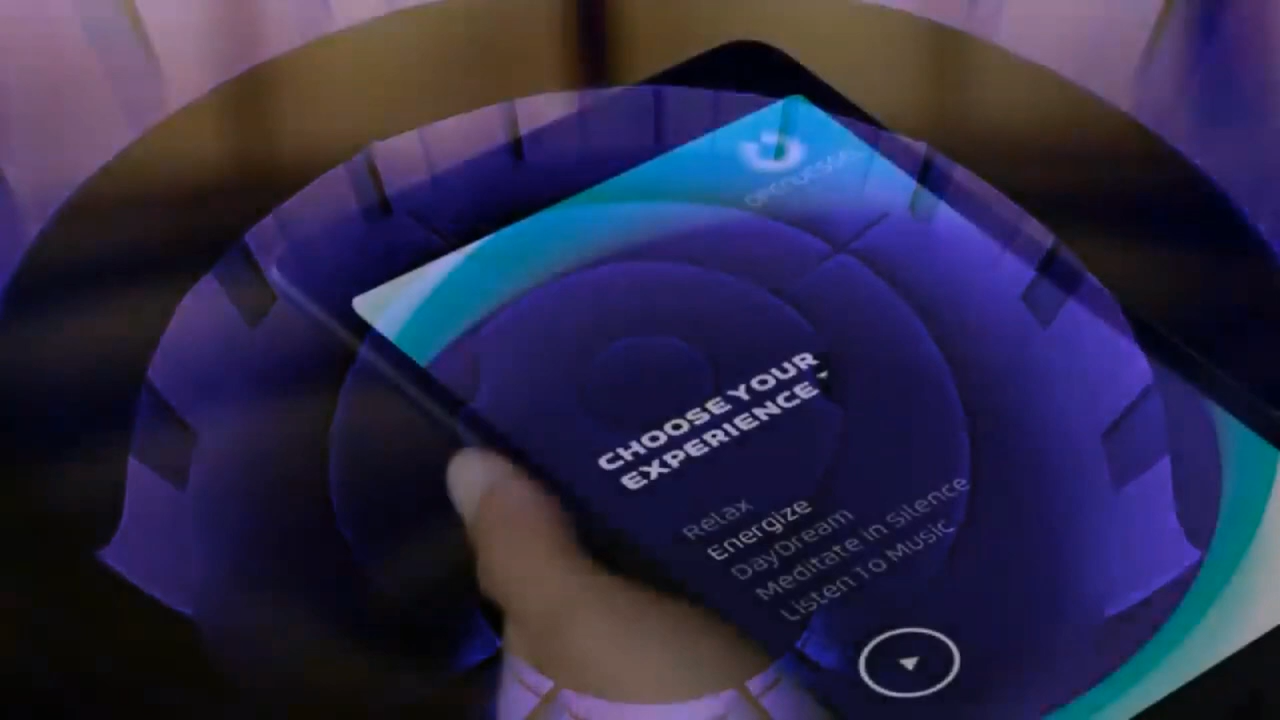 CHOOSE YOUR
EXPERIENCE
Relax
Energize
DayDream
Meditate in Silence
Listen To Music